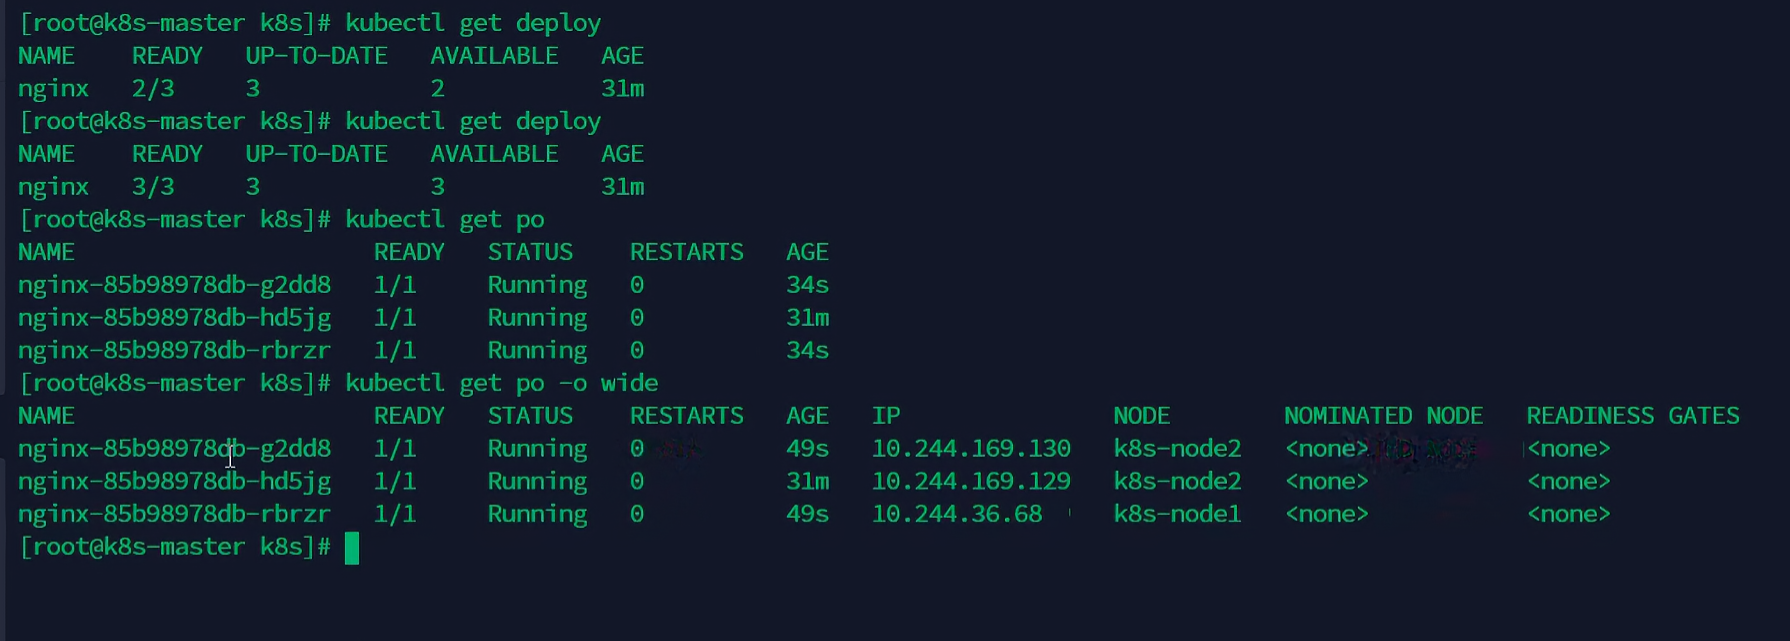 [root@k8s-master k8s]# kubectl get deploy
NAME    READY   UP-TO-DATE   AVAILABLE   AGE
nginx   2/3     3            2           31m
[root@k8s-master k8s]# kubectl get deploy
NAME    READY   UP-TO-DATE   AVAILABLE   AGE
nginx   3/3     3            3           31m
[root@k8s-master k8s]# kubectl get po
NAME                     READY   STATUS    RESTARTS   AGE
nginx-85b98978db-g2dd8   1/1     Running   0          34s
nginx-85b98978db-hd5jg   1/1     Running   0          31m
nginx-85b98978db-rbrzr   1/1     Running   0          34s
[root@k8s-master k8s]# kubectl get po -o wide
NAME                     READY   STATUS    RESTARTS   AGE   IP               NODE        NOMINATED NODE   READINESS GATES
nginx-85b98978db-g2dd8   1/1     Running   0          49s   10.244.169.130   k8s-node2   <none>           <none>
nginx-85b98978db-hd5jg   1/1     Running   0          31m   10.244.169.129   k8s-node2   <none>           <none>
nginx-85b98978db-rbrzr   1/1     Running   0          49s   10.244.36.68     k8s-node1   <none>           <none>
[root@k8s-master k8s]#